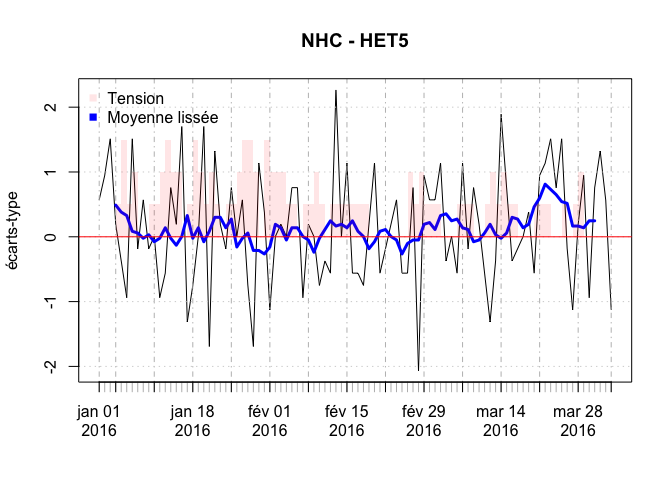 NHC - HET5
Tension
Moyenne lissée
écarts-type
2
1
0
-1
-2
jan 01 jan 18 fév 01 fév 15 fév 29 mar 14 mar 28
2016 2016 2016 2016 2016 2016 2016